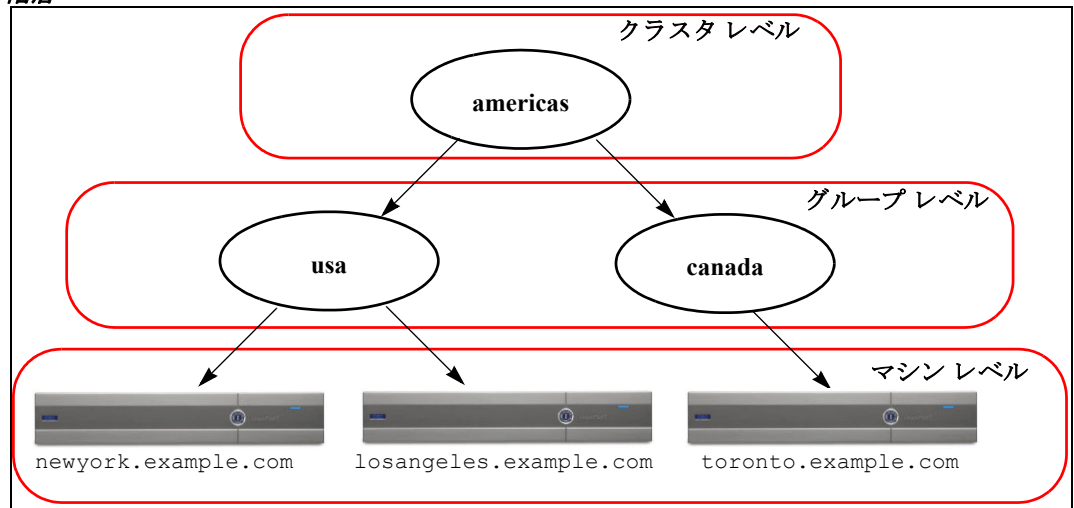 クラスタ レベル
americas
グループ レベル
usa
canada
マシン レベル
newyork.example.com
losangeles.example.com
toronto.example.com